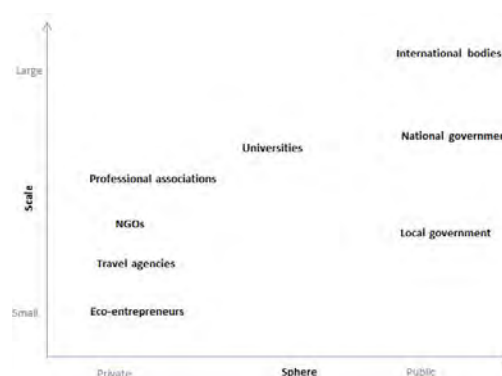 International bodies
Large
National governmen
Universities
Professional associations
Scale
NGOs
Local government
Travel agencies
Small
Eco-entrepreneurs
Private
Sphere
Public